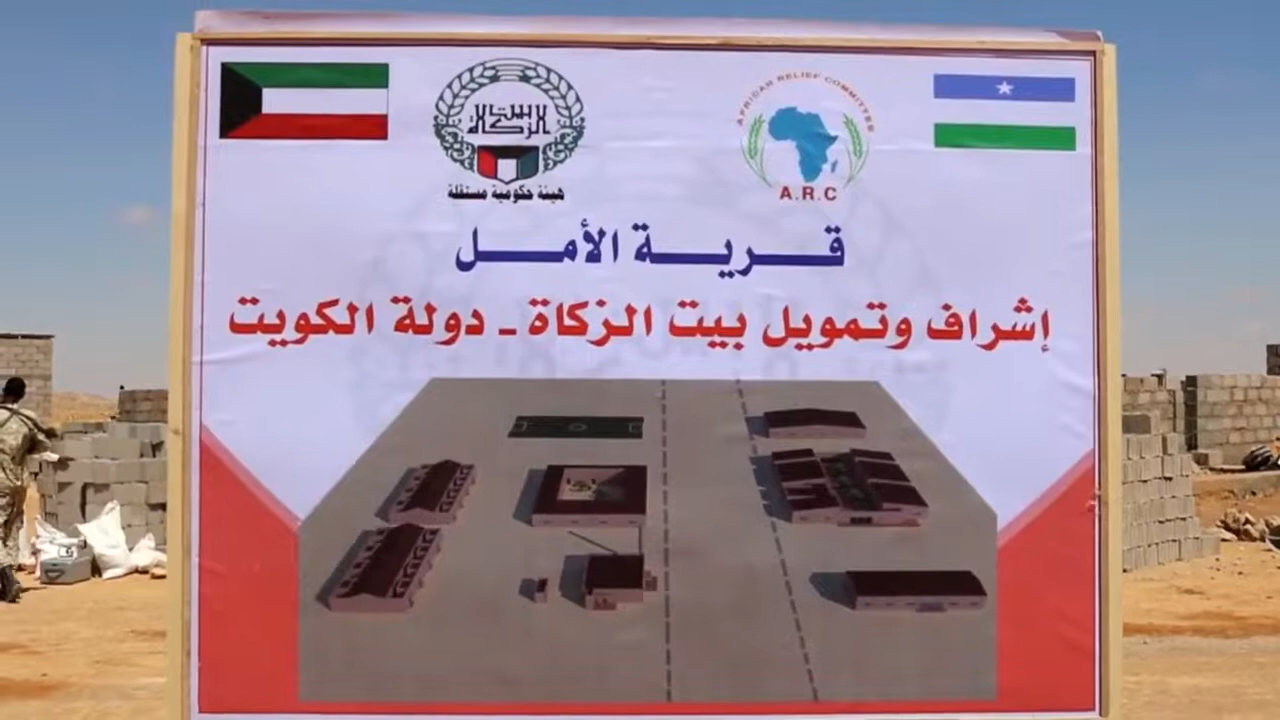 بيت الزكاة
هيئة حكومية مستقلة
AFRICAN RELIEF COMMITTEE
A.R.C
قرية الأمل
إشراف وتمويل بيت الزكاة - دولة الكويت